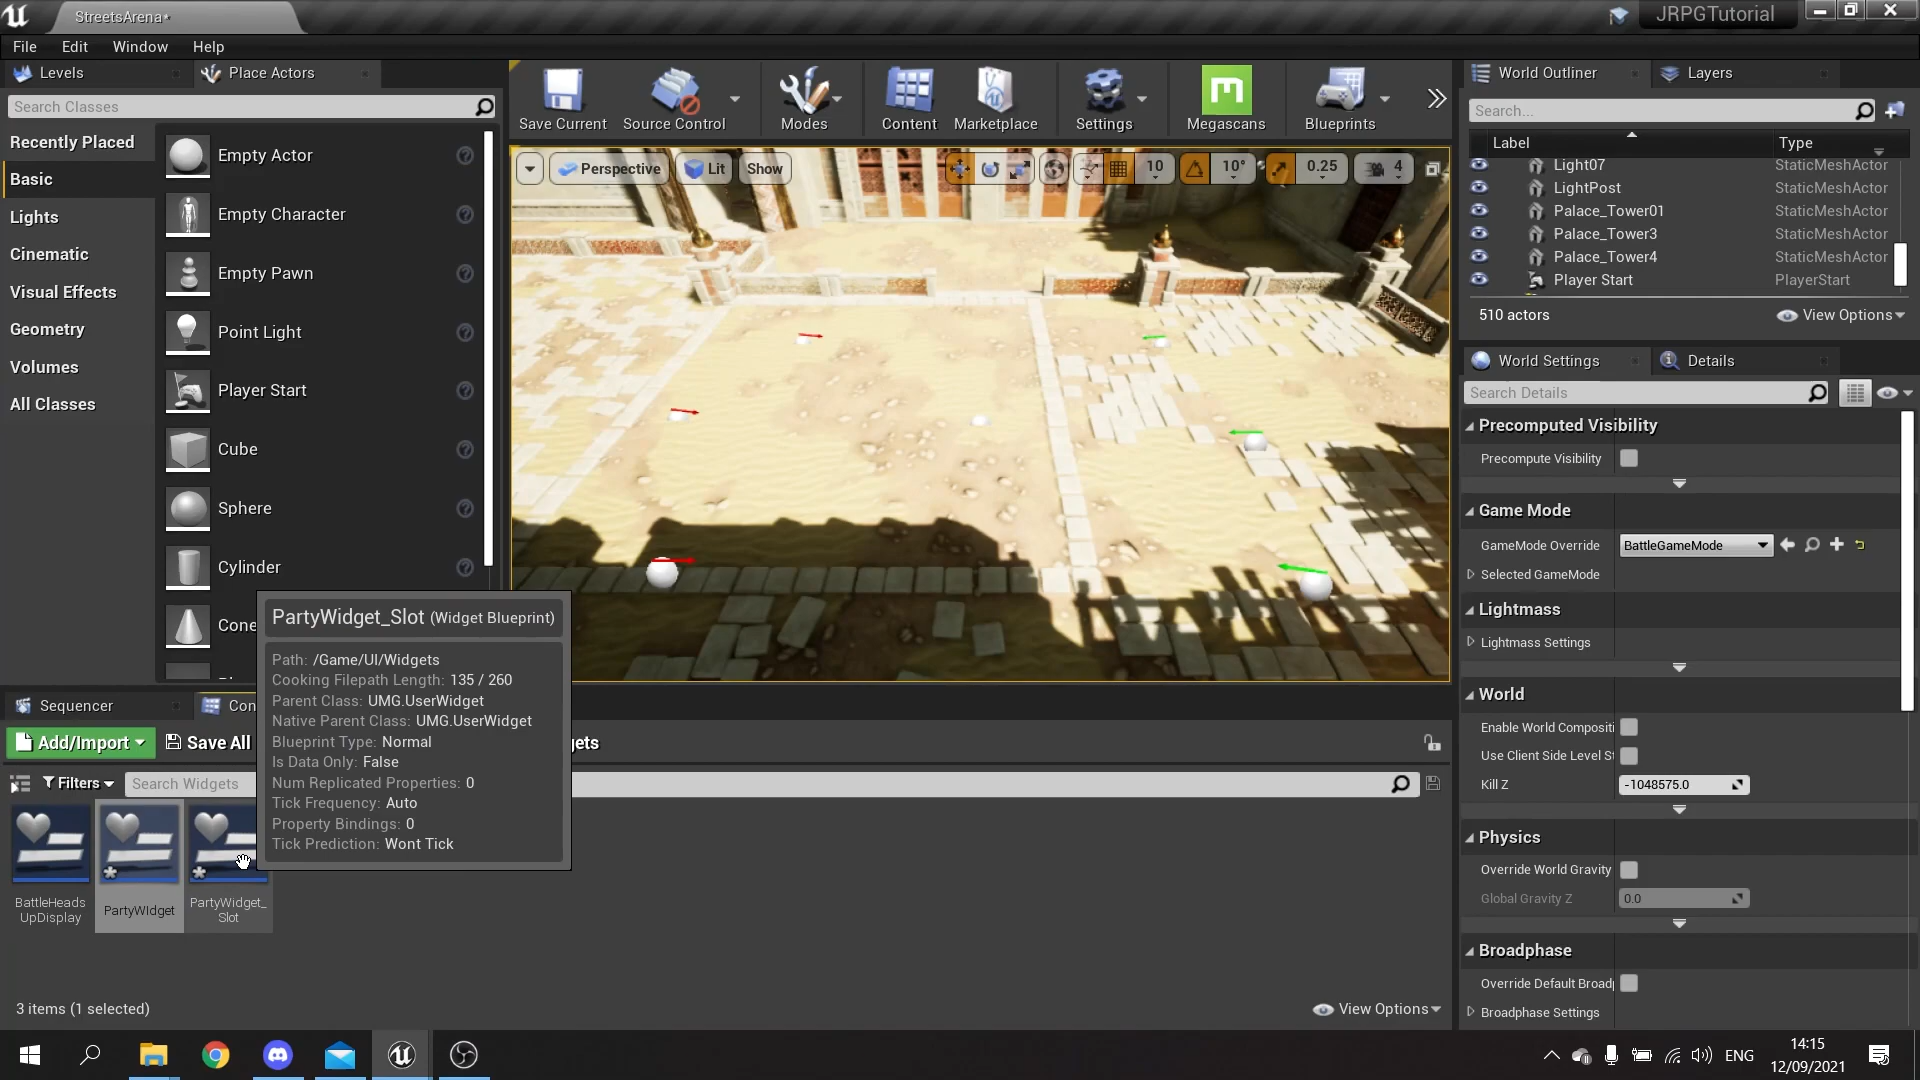 StreetsArena*
JRPGTutorial
File Edit Window Help
Levels
Place Actors
Search Classes
Recently Placed
Basic
Lights
Cinematic
Visual Effects
Geometry
Volumes
All Classes
Empty Actor
Empty Character
Empty Pawn
Point Light
Player Start
Cube
Sphere
Cylinder
Cone
Save Current
Source Control
Modes
Content
Marketplace
Settings
Megascans
Blueprints
Perspective
Lit
Show
10
10°
0.25
4
World Outliner
Layers
Search...
Label Type
Light07 StaticMeshActor
LightPost StaticMeshActor
Palace_Tower01 StaticMeshActor
Palace_Tower3 StaticMeshActor
Palace_Tower4 StaticMeshActor
Player Start PlayerStart
510 actors
View Options
World Settings
Details
Search Details
Precomputed Visibility
Precompute Visibility
Game Mode
GameMode Override BattleGameMode
Selected GameMode
Lightmass
Lightmass Settings
World
Enable World Compositi
Use Client Side Level St
Kill Z -1048575.0
Physics
Override World Gravity
Global Gravity Z 0.0
Broadphase
Override Default Broadp
Broadphase Settings
PartyWidget_Slot (Widget Blueprint)
Path: /Game/UI/Widgets
Cooking Filepath Length: 135 / 260
Parent Class: UMG.UserWidget
Native Parent Class: UMG.UserWidget
Blueprint Type: Normal
Is Data Only: False
Num Replicated Properties: 0
Tick Frequency: Auto
Property Bindings: 0
Tick Prediction: Wont Tick
Sequencer
Con
Add/Import
Save All
gets
Filters
Search Widgets
BattleHeads
UpDisplay
PartyWIdget
PartyWidget_
Slot
3 items (1 selected)
View Options
ENG
14:15
12/09/2021